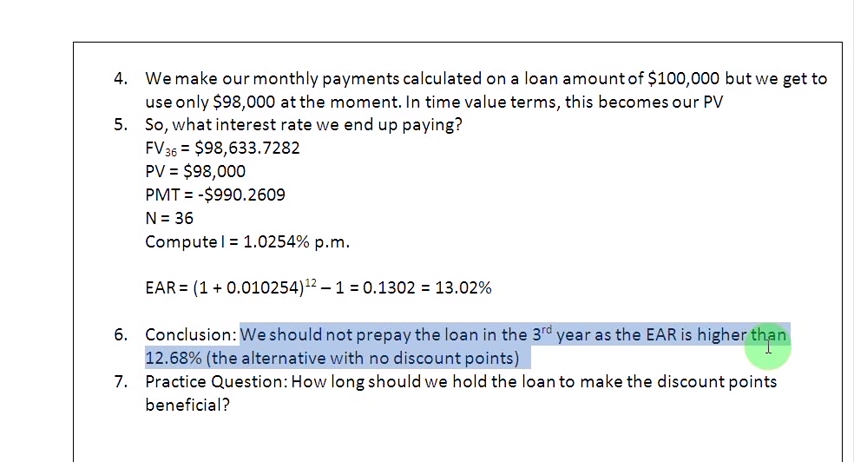 4. We make our monthly payments calculated on a loan amount of $100,000 but we get to
use only $98,000 at the moment. In time value terms, this becomes our PV
5. So, what interest rate we end up paying?
FV₃₆ = $98,633.7282
PV = $98,000
PMT = -$990.2609
N = 36
Compute I = 1.0254% p.m.
EAR = (1 + 0.010254)¹² – 1 = 0.1302 = 13.02%
6. Conclusion: We should not prepay the loan in the 3ʳᵈ year as the EAR is higher than
12.68% (the alternative with no discount points)
7. Practice Question: How long should we hold the loan to make the discount points
beneficial?